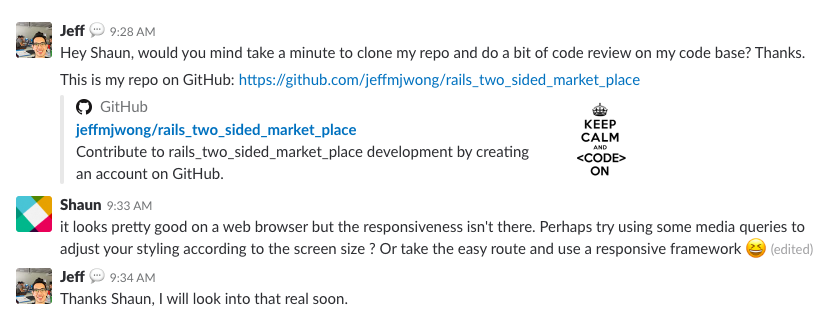 Jeff 9:28 AM
Hey Shaun, would you mind take a minute to clone my repo and do a bit of code review on my code base? Thanks.
This is my repo on GitHub: https://github.com/jeffmjwong/rails_two_sided_market_place
GitHub
jeffmjwong/rails_two_sided_market_place
Contribute to rails_two_sided_market_place development by creating
an account on GitHub.
KEEP
CALM
AND
<CODE>
ON
Shaun 9:33 AM
it looks pretty good on a web browser but the responsiveness isn't there. Perhaps try using some media queries to
adjust your styling according to the screen size ? Or take the easy route and use a responsive framework 😆 (edited)
Jeff 9:34 AM
Thanks Shaun, I will look into that real soon.